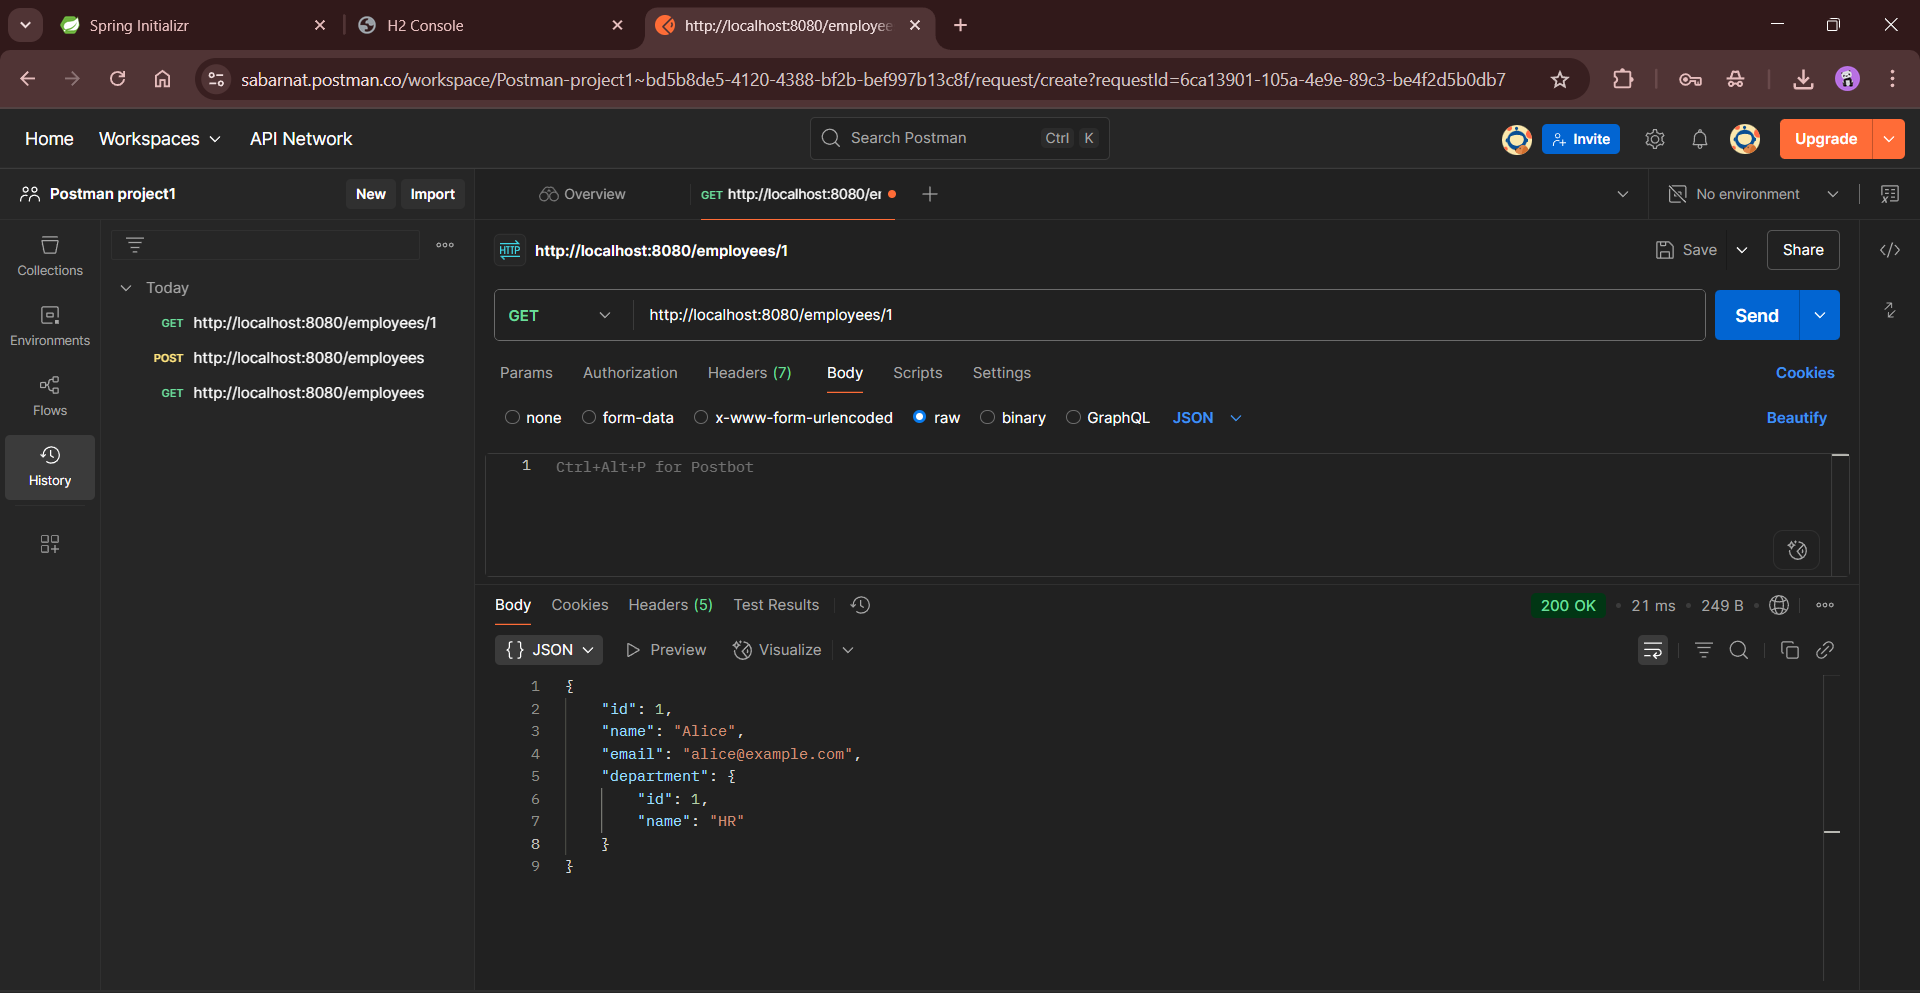 Spring Initializr
H2 Console
http://localhost:8080/employee
sabarnat.postman.co/workspace/Postman-project1~bd5b8de5-4120-4388-bf2b-bef997b13c8f/request/create?requestId=6ca13901-105a-4e9e-89c3-be4f2d5b0db7
Home Workspaces API Network
Search Postman Ctrl K
Invite
Upgrade
Postman project1 New Import
Overview
GET http://localhost:8080/er
No environment
Collections
Environments
Flows
History
Today
GET http://localhost:8080/employees/1
POST http://localhost:8080/employees
GET http://localhost:8080/employees
HTTP http://localhost:8080/employees/1
Save Share
GET http://localhost:8080/employees/1
Send
Params Authorization Headers (7) Body Scripts Settings Cookies
none form-data x-www-form-urlencoded raw binary GraphQL JSON Beautify
1 Ctrl+Alt+P for Postbot
Body Cookies Headers (5) Test Results 200 OK • 21 ms • 249 B •
{} JSON Preview Visualize
1 {
2 "id": 1,
3 "name": "Alice",
4 "email": "alice@example.com",
5 "department": {
6 "id": 1,
7 "name": "HR"
8 }
9 }